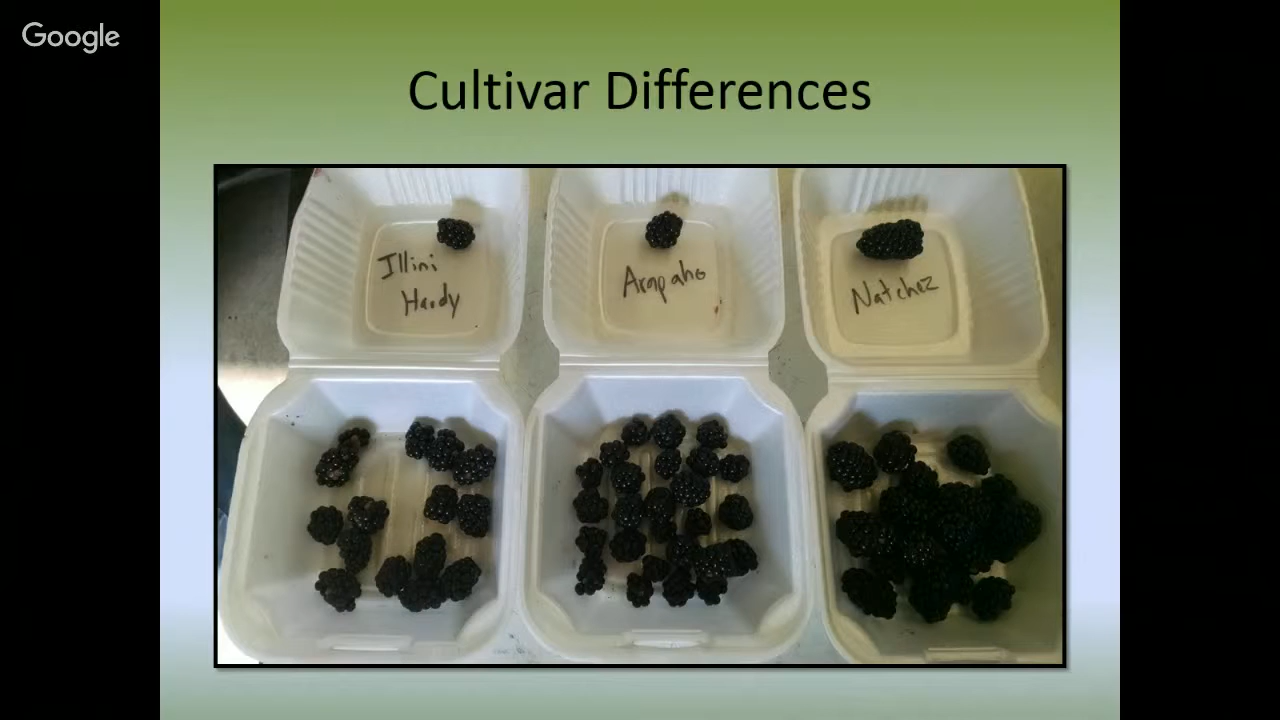 Google
Cultivar Differences
Illini
Hardy
Arapaho
Natchez